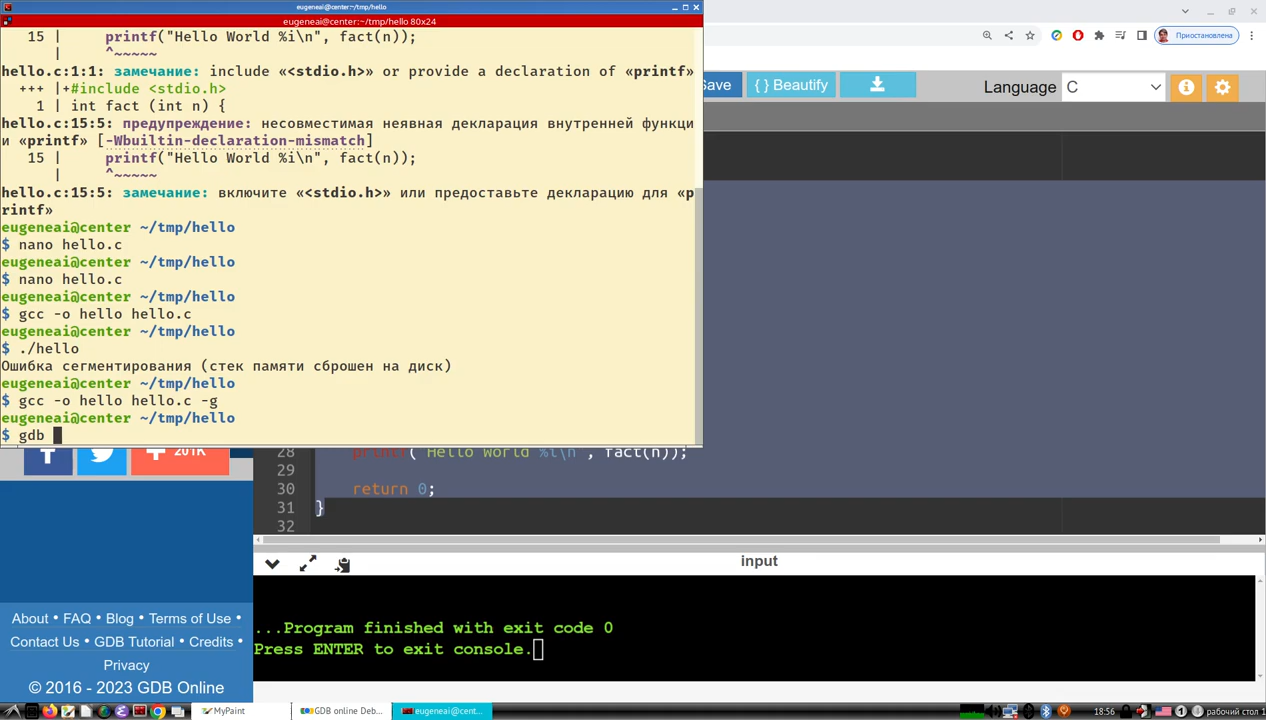 eugeneai@center:~/tmp/hello
eugeneai@center:~/tmp/hello 80x24
15 |     printf("Hello World %i\n", fact(n));
|     ^~~~~~
hello.c:1:1: замечание: include «<stdio.h>» or provide a declaration of «printf»
+++ |+#include <stdio.h>
1 | int fact (int n) {
hello.c:15:5: предупреждение: несовместимая неявная декларация внутренней функци
и «printf» [-Wbuiltin-declaration-mismatch]
15 |     printf("Hello World %i\n", fact(n));
|     ^~~~~~
hello.c:15:5: замечание: включите «<stdio.h>» или предоставьте декларацию для «p
rintf»
eugeneai@center ~/tmp/hello
$ nano hello.c
eugeneai@center ~/tmp/hello
$ nano hello.c
eugeneai@center ~/tmp/hello
$ gcc -o hello hello.c
eugeneai@center ~/tmp/hello
$ ./hello
Ошибка сегментирования (стек памяти сброшен на диск)
eugeneai@center ~/tmp/hello
$ gcc -o hello hello.c -g
eugeneai@center ~/tmp/hello
$ gdb
Приостановлена
Save
{ } Beautify
Language
C
201K
28 printf("Hello World %i\n", fact(n));
29
30 return 0;
31 }
32
input
...Program finished with exit code 0
Press ENTER to exit console.
About • FAQ • Blog • Terms of Use •
Contact Us • GDB Tutorial • Credits •
Privacy
© 2016 - 2023 GDB Online
MyPaint
GDB online Deb...
eugeneai@cent...
18:56
рабочий стол 1